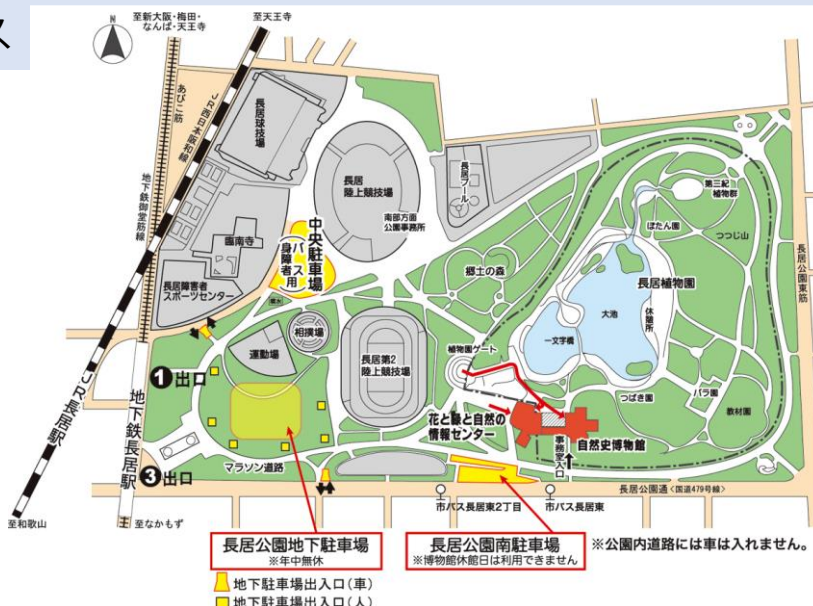 ス
至新大阪・梅田・
なんば・天王寺
至天王寺
あびこ筋
JR西日本阪和線
地下鉄御堂筋線
長居球技場
長居
陸上競技場
南部方面
公園事務所
長居プール
第三紀
植物群
ぼたん園
つつじ山
臨南寺
中央駐車場
(バス用
身障者)
郷土の森
長居植物園
長居公園東筋
長居障害者
スポーツセンター
大池
休憩所
相撲場
運動場
長居第2
陸上競技場
植物園ゲート
一文字橋
❶出口
つばき園
バラ園
教材園
花と緑と自然の
情報センター
自然史博物館
事務室入口
JR長居駅
地下鉄長居駅
❸出口
マラソン道路
長居公園通〈国道479号線〉
市バス長居東2丁目
市バス長居東
至和歌山
至なかもず
長居公園地下駐車場
※年中無休
長居公園南駐車場
※博物館休館日は利用できません
※公園内道路には車は入れません。
地下駐車場出入口(車)
地下駐車場出入口(人)